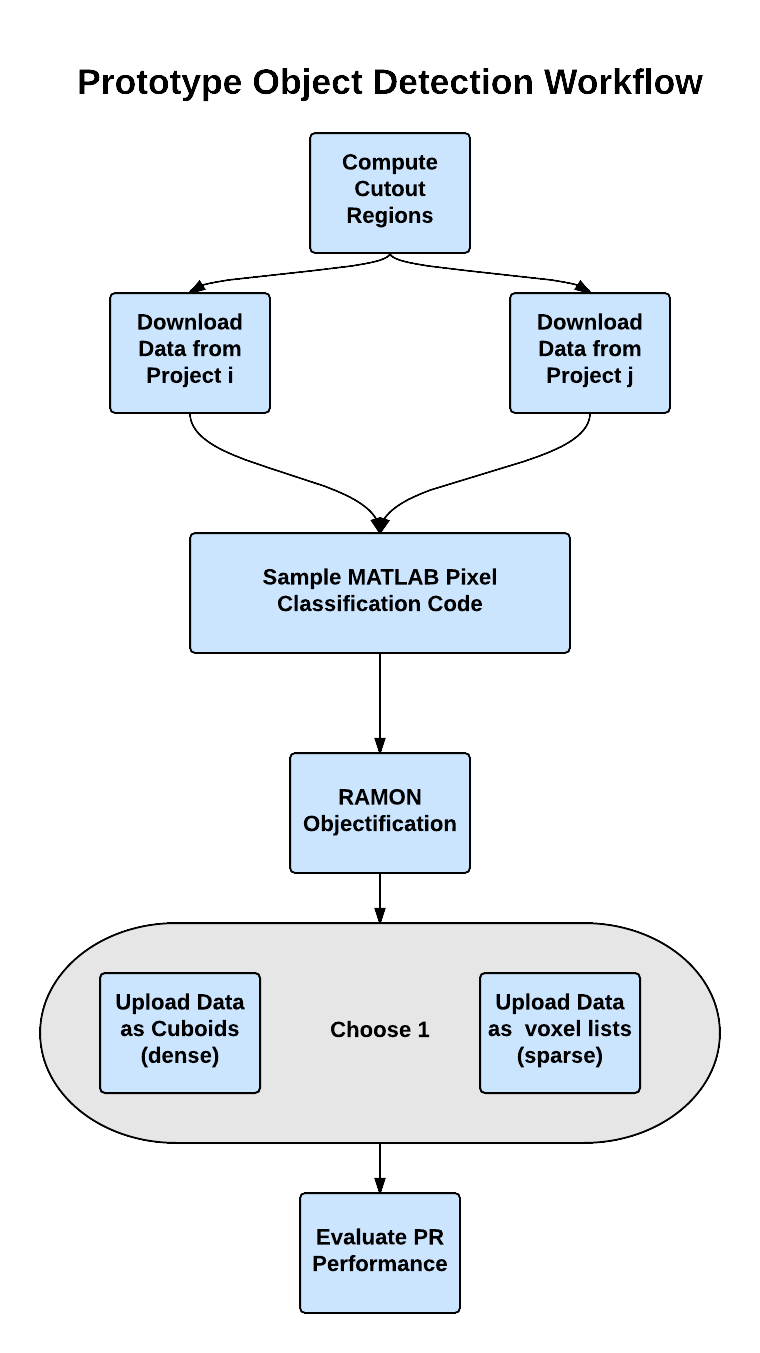 Prototype Object Detection Workflow
Compute
Cutout
Regions
Download
Data from
Project i
Download
Data from
Project j
Sample MATLAB Pixel
Classification Code
RAMON
Objectification
Upload Data
as Cuboids
(dense)
Choose 1
Upload Data
as  voxel lists
(sparse)
Evaluate PR
Performance